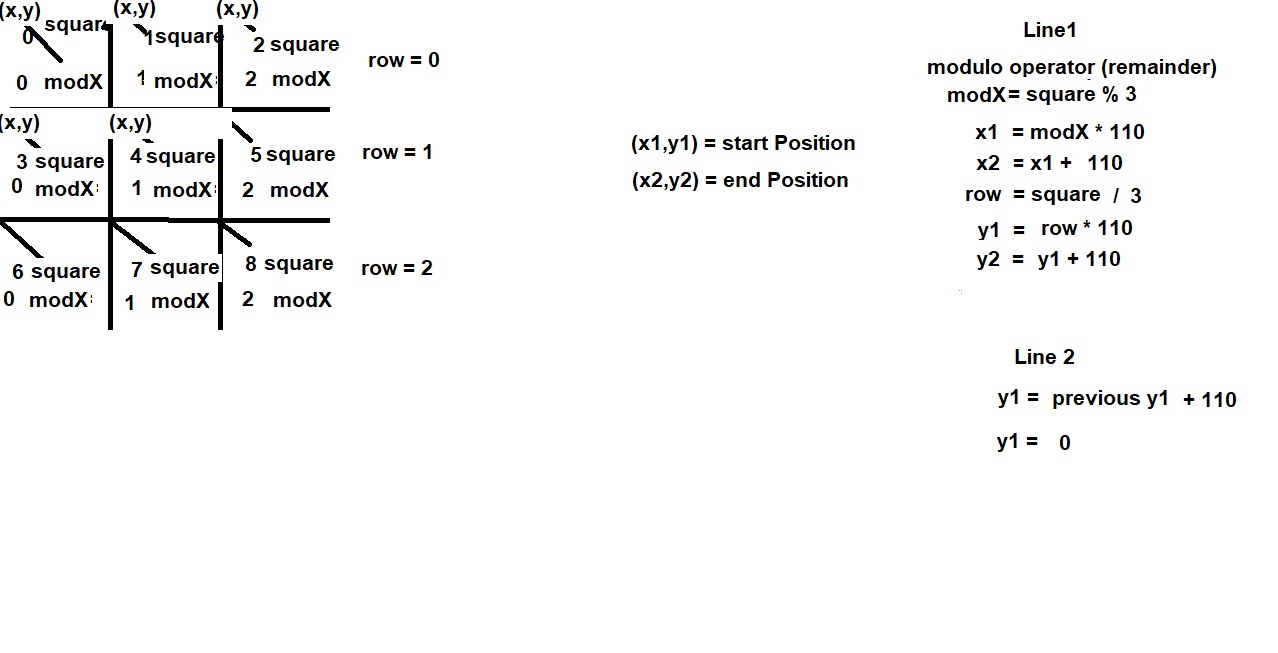 (x,y) (x,y) (x,y)
0 squar 1 square 2 square
row = 0
0 modX 1 modX: 2 modX
(x,y) (x,y)
3 square 4 square 5 square
row = 1
0 modX: 1 modX: 2 modX
6 square 7 square 8 square
row = 2
0 modX: 1 modX 2 modX
(x1,y1) = start Position
(x2,y2) = end Position
Line1
modulo operator (remainder)
modX= square % 3
x1 = modX * 110
x2 = x1 + 110
row = square / 3
y1 = row * 110
y2 = y1 + 110
Line 2
y1 = previous y1 + 110
y1 = 0